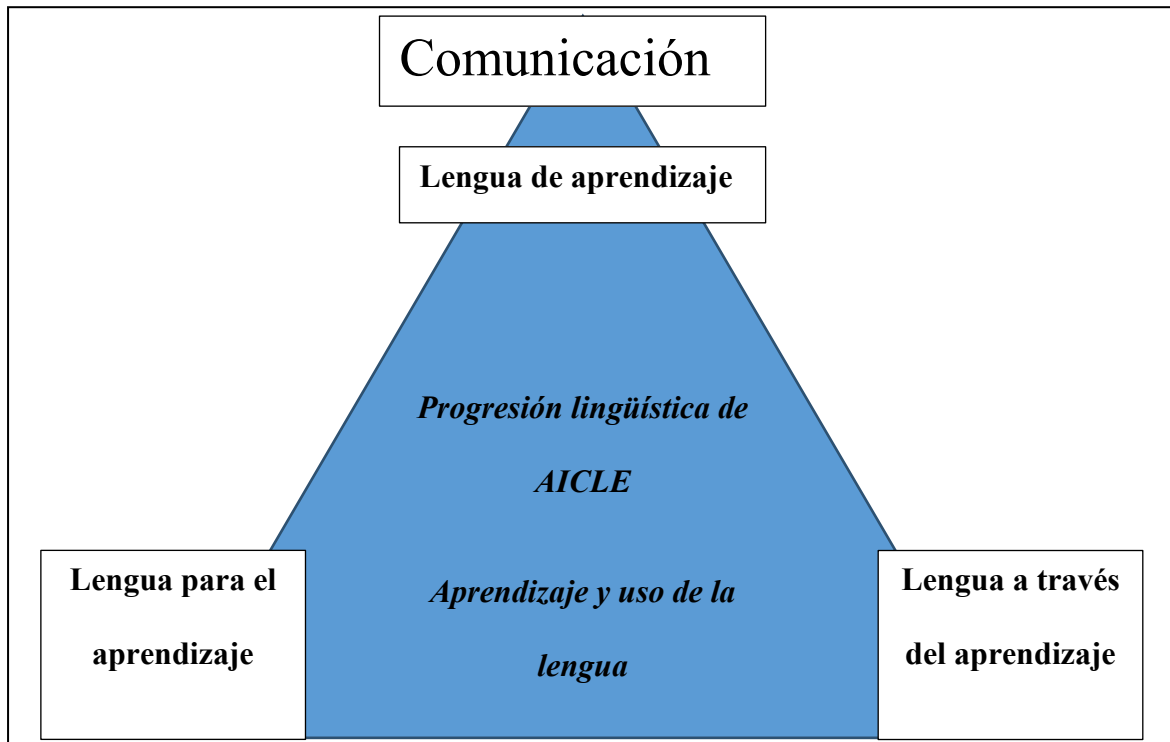 Comunicación
Lengua de aprendizaje
Progresión lingüística de
AICLE
Lengua para el
aprendizaje
Aprendizaje y uso de la
lengua
Lengua a través
del aprendizaje